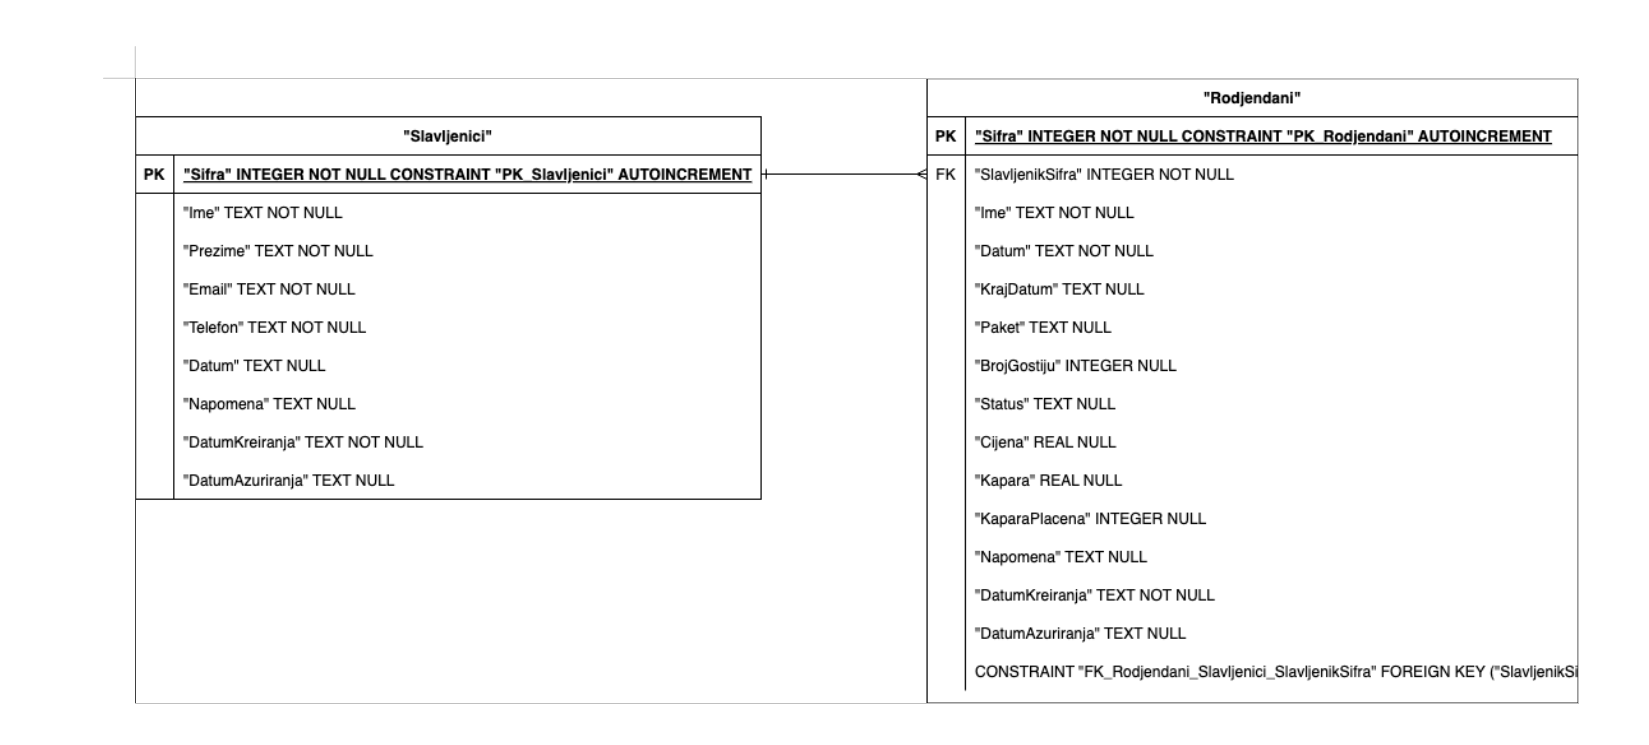 "Slavljenici"
PK "Sifra" INTEGER NOT NULL CONSTRAINT "PK_Slavljenici" AUTOINCREMENT
"Ime" TEXT NOT NULL
"Prezime" TEXT NOT NULL
"Email" TEXT NOT NULL
"Telefon" TEXT NOT NULL
"Datum" TEXT NULL
"Napomena" TEXT NULL
"DatumKreiranja" TEXT NOT NULL
"DatumAzuriranja" TEXT NULL
"Rodjendani"
PK "Sifra" INTEGER NOT NULL CONSTRAINT "PK_Rodjendani" AUTOINCREMENT
FK "SlavljenikSifra" INTEGER NOT NULL
"Ime" TEXT NOT NULL
"Datum" TEXT NOT NULL
"KrajDatum" TEXT NULL
"Paket" TEXT NULL
"BrojGostiju" INTEGER NULL
"Status" TEXT NULL
"Cijena" REAL NULL
"Kapara" REAL NULL
"KaparaPlacena" INTEGER NULL
"Napomena" TEXT NULL
"DatumKreiranja" TEXT NOT NULL
"DatumAzuriranja" TEXT NULL
CONSTRAINT "FK_Rodjendani_Slavljenici_SlavljenikSifra" FOREIGN KEY ("SlavljenikSi